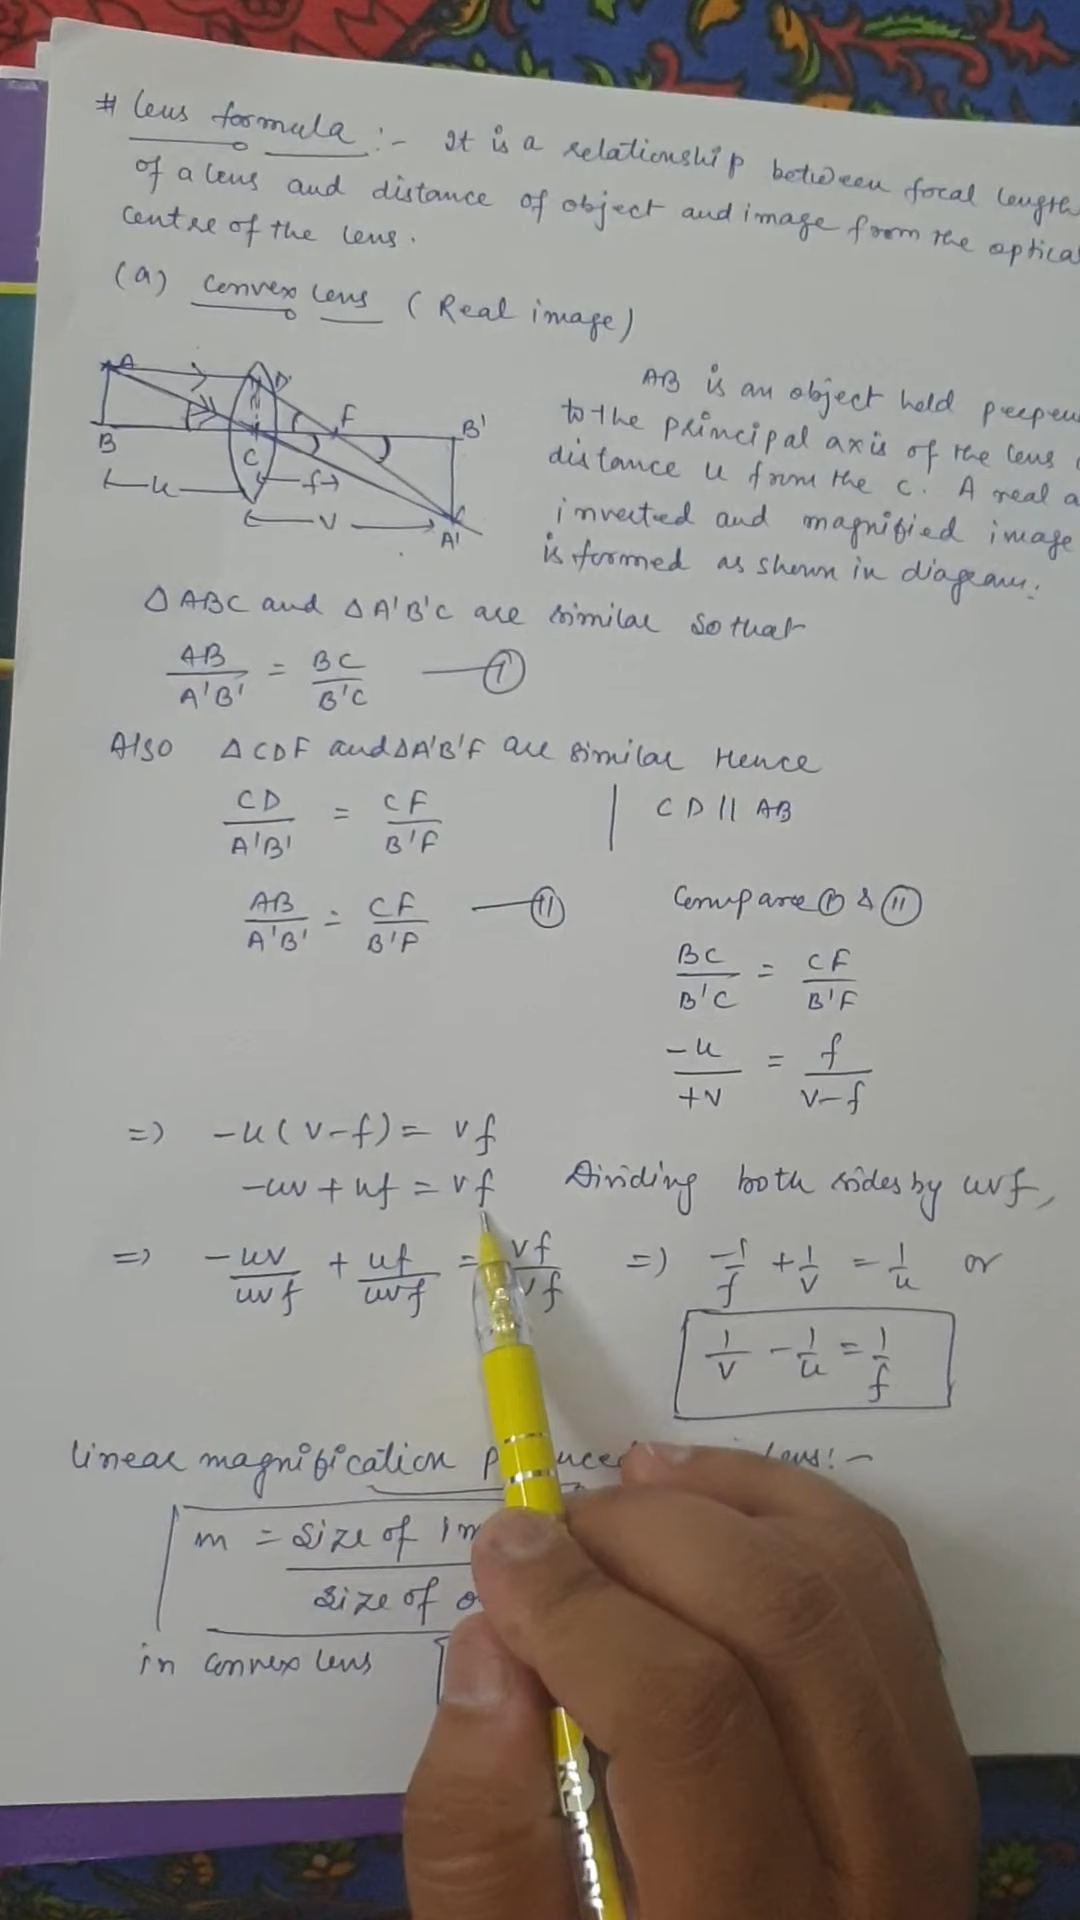 # Lens formula :- It is a relationship between focal length
of a lens and distance of object and image from the optical
centre of the lens.
(a) convex lens (Real image)
A
D
F
B'
B
C
u
f
v
A'
AB is an object held
to the principal axis of the lens
distance u from the C. A real
inverted and magnified image
is formed as shown in diagram.
Δ ABC and Δ A'B'C are similar so that
AB/A'B' = BC/B'C — (I)
Also Δ CDF and Δ A'B'F are similar Hence
CD/A'B' = CF/B'F | CD || AB
AB/A'B' = CF/B'F — (II)
Compare (I) & (II)
BC/B'C = CF/B'F
-u/+v = f/v-f
=) -u(v-f) = vf
-uv + uf = vf Dividing both sides by uvf,
=) -uv/uvf + uf/uvf = vf/vf =) -1/f + 1/v = 1/u or
1/v - 1/u = 1/f
Linear magnification lens :-
m = Size of
Size of
in convex lens